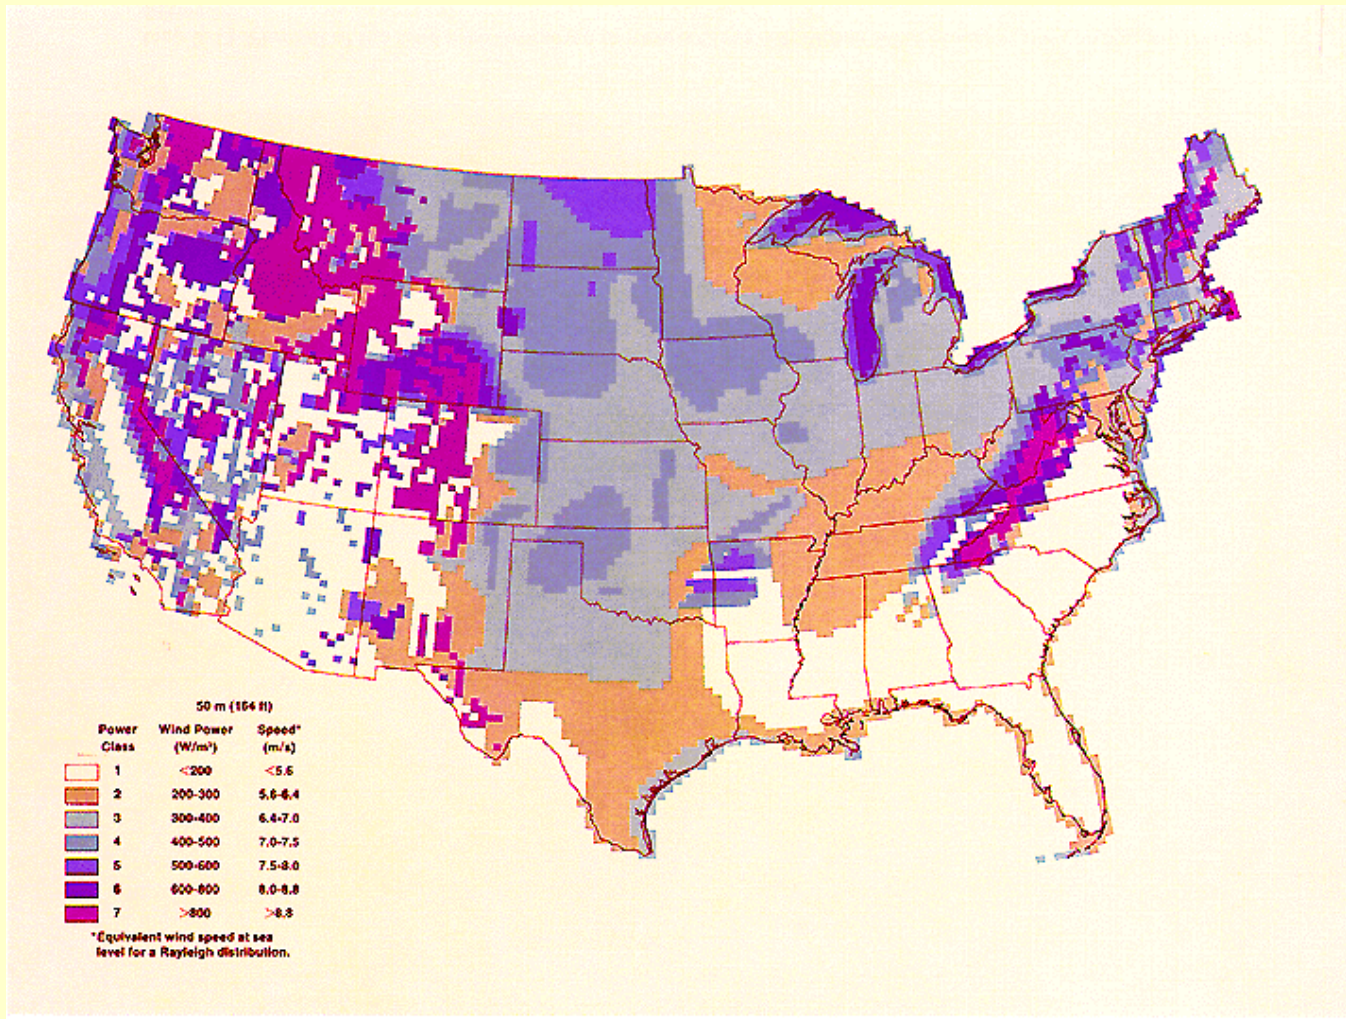 50 m (164 ft)
Power Wind Power Speed*
Class (W/m²) (m/s)
1 <200 <5.6
2 200-300 5.6-6.4
3 300-400 6.4-7.0
4 400-500 7.0-7.5
5 500-600 7.5-8.0
6 600-800 8.0-8.8
7 >800 >8.8
*Equivalent wind speed at sea
level for a Rayleigh distribution.